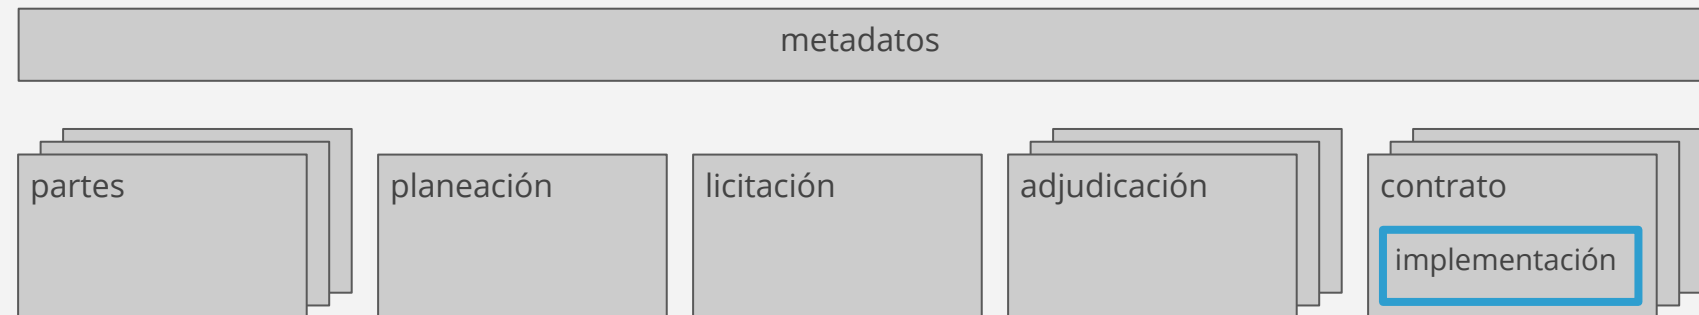 metadatos
partes
planeación
licitación
adjudicación
contrato
implementación